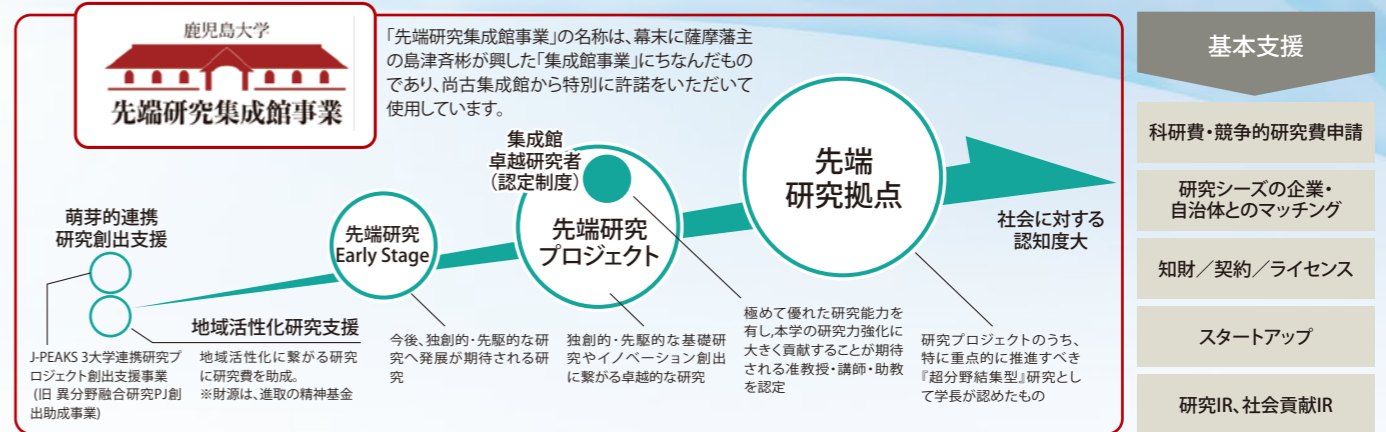 鹿児島大学
先端研究集成館事業
「先端研究集成館事業」の名称は、幕末に薩摩藩主
の島津斉彬が興した「集成館事業」にちなんだもの
であり、尚古集成館から特別に許諾をいただいて
使用しています。
萌芽的連携
研究創出支援
J-PEAKS 3大学連携研究プ
ロジェクト創出支援事業
(旧 異分野融合研究PJ創
出助成事業)
地域活性化研究支援
地域活性化に繋がる研究
に研究費を助成。
※財源は、進取の精神基金
先端研究
Early Stage
今後、独創的・先駆的な研
究へ発展が期待される研
究
集成館
卓越研究者
(認定制度)
先端研究
プロジェクト
独創的・先駆的な基礎研
究やイノベーション創出
に繋がる卓越的な研究
極めて優れた研究能力を
有し,本学の研究力強化に
大きく貢献することが期待
される准教授・講師・助教
を認定
先端
研究拠点
研究プロジェクトのうち、
特に重点的に推進すべき
『超分野結集型』研究とし
て学長が認めたもの
社会に対する
認知度大
基本支援
科研費・競争的研究費申請
研究シーズの企業・
自治体とのマッチング
知財／契約／ライセンス
スタートアップ
研究IR、社会貢献IR